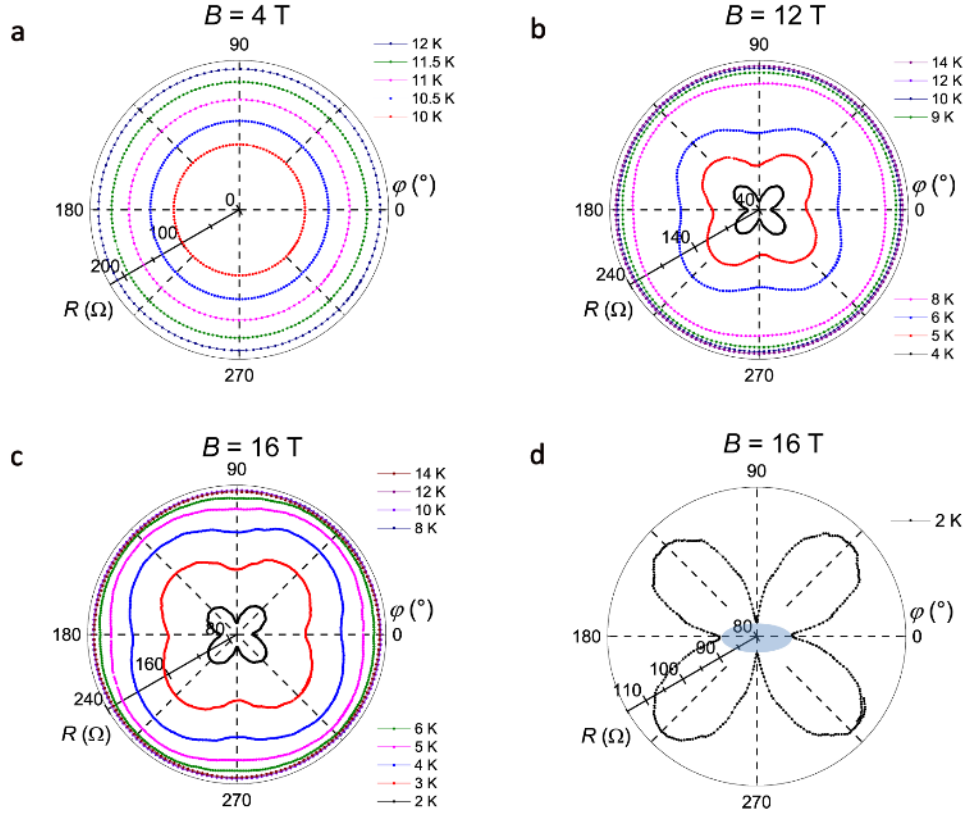 a
B = 4 T
90
12 K
11.5 K
11 K
10.5 K
10 K
φ (°)
180
0
0
100
200
R (Ω)
270
b
B = 12 T
90
14 K
12 K
10 K
9 K
φ (°)
180
40
0
140
240
R (Ω)
8 K
6 K
5 K
4 K
270
c
B = 16 T
90
14 K
12 K
10 K
8 K
φ (°)
180
80
0
160
240
R (Ω)
6 K
5 K
4 K
3 K
2 K
270
d
B = 16 T
90
2 K
φ (°)
180
80
0
90
100
110
R (Ω)
270